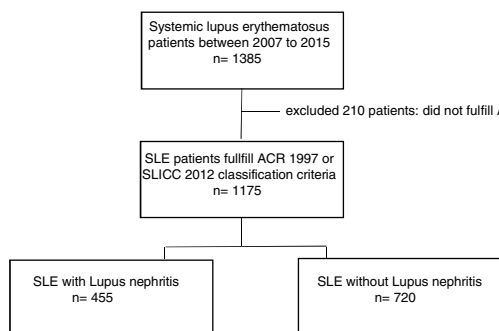 Systemic lupus erythematosus
patients between 2007 to 2015
n= 1385
excluded 210 patients: did not fulfill
SLE patients fullfill ACR 1997 or
SLICC 2012 classification criteria
n= 1175
SLE with Lupus nephritis
n= 455
SLE without Lupus nephritis
n= 720